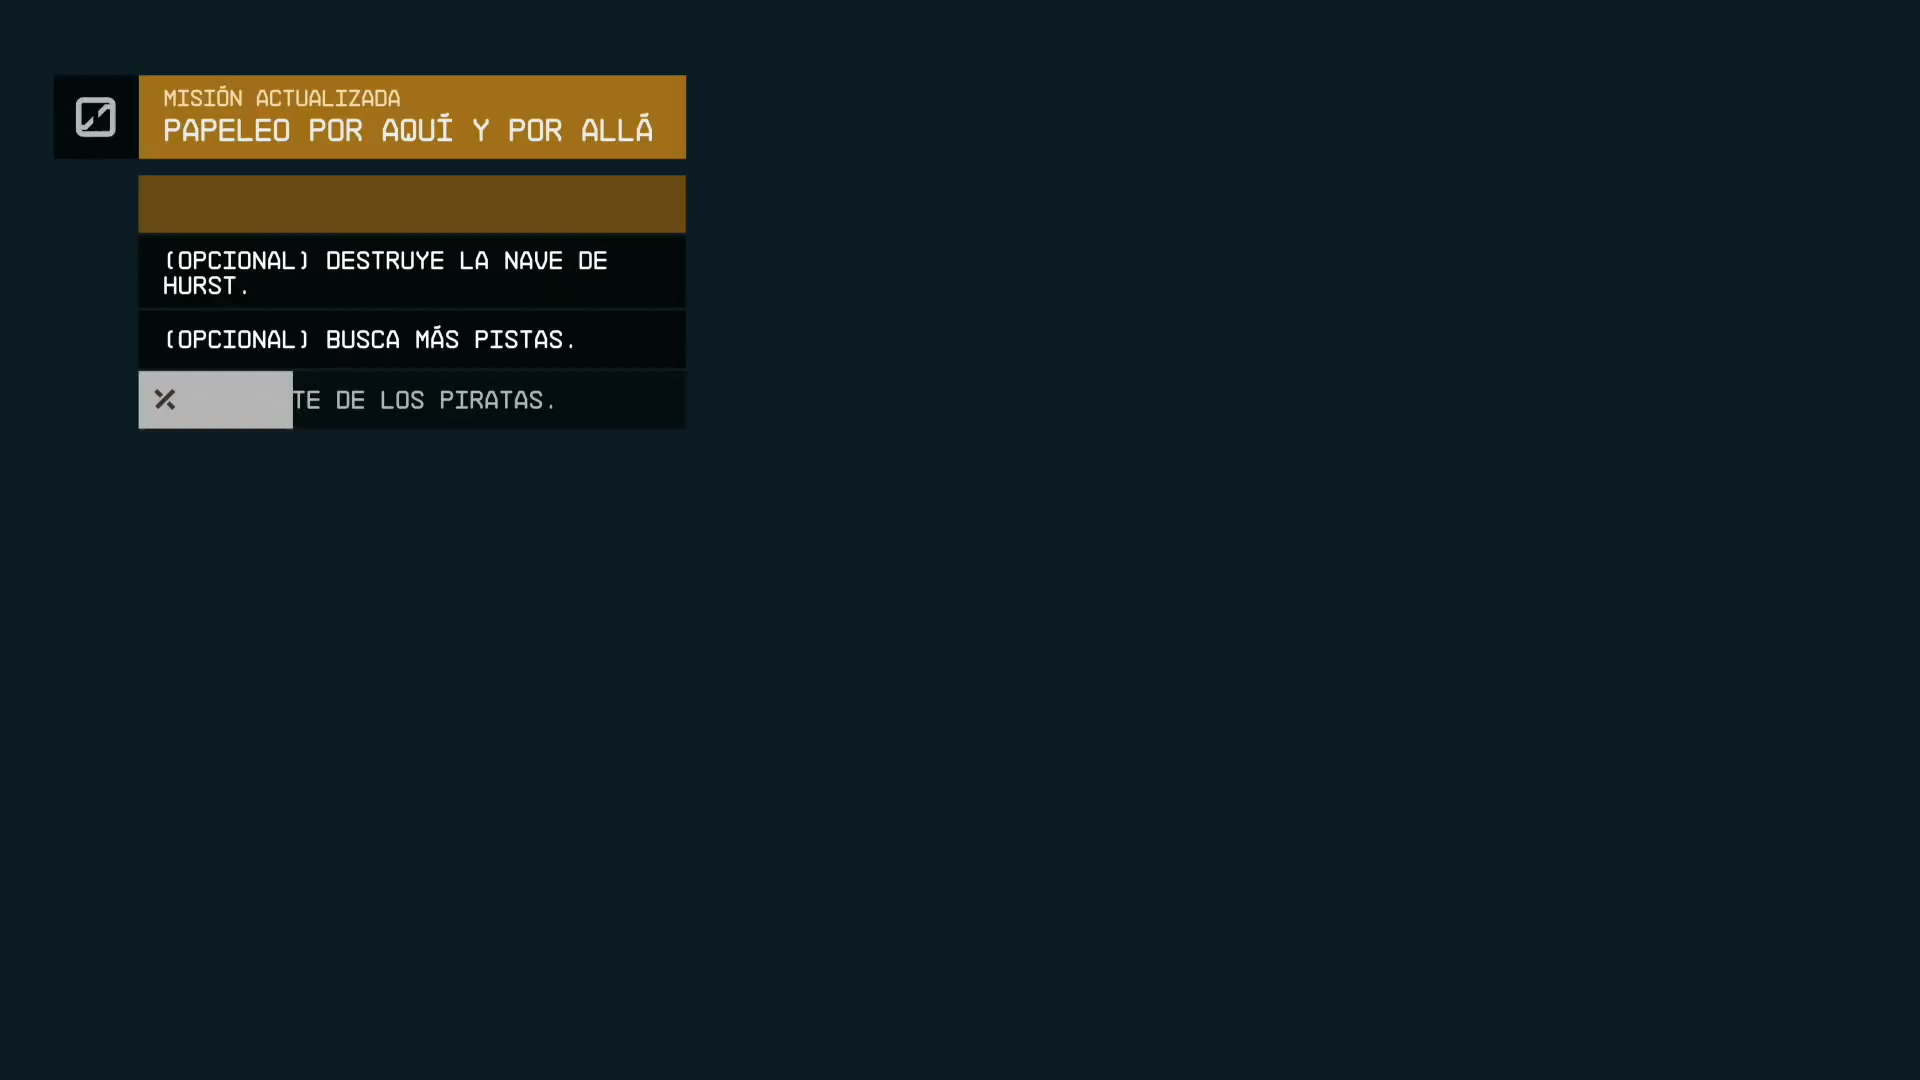 MISIÓN ACTUALIZADA
PAPELEO POR AQUÍ Y POR ALLÁ
(OPCIONAL) DESTRUYE LA NAVE DE
HURST.
(OPCIONAL) BUSCA MÁS PISTAS.
DE LOS PIRATAS.